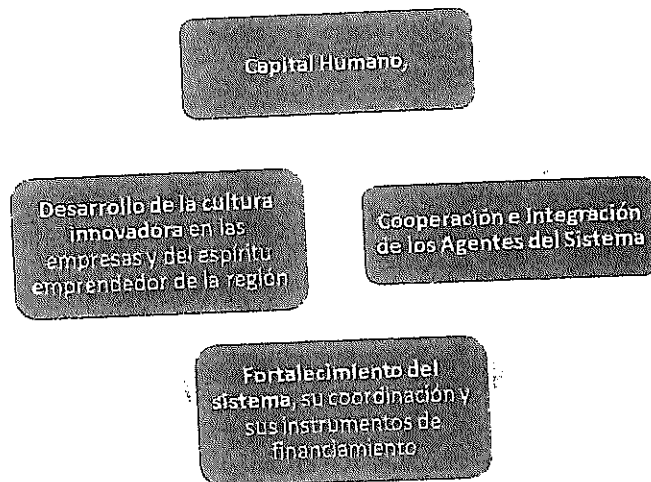 Capital Humano,
Desarrollo de la cultura
innovadora en las
empresas y del espíritu
emprendedor de la región
Cooperación e Integración
de los Agentes del Sistema
Fortalecimiento del
sistema, su coordinación y
sus instrumentos de
financiamiento